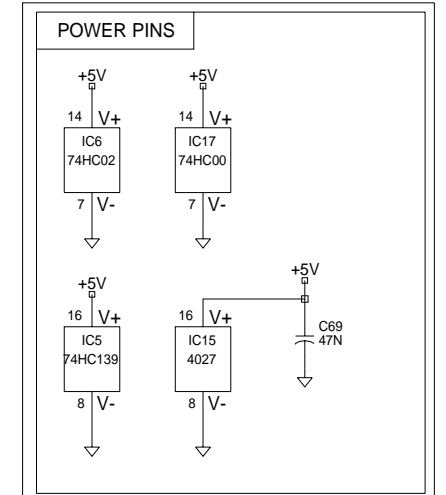 POWER PINS
+5V
14 V+
IC6
74HC02
7 V-
+5V
14 V+
IC17
74HC00
7 V-
+5V
16 V+
IC5
74HC139
8 V-
16 V+
IC15
4027
8 V-
+5V
C69
47N